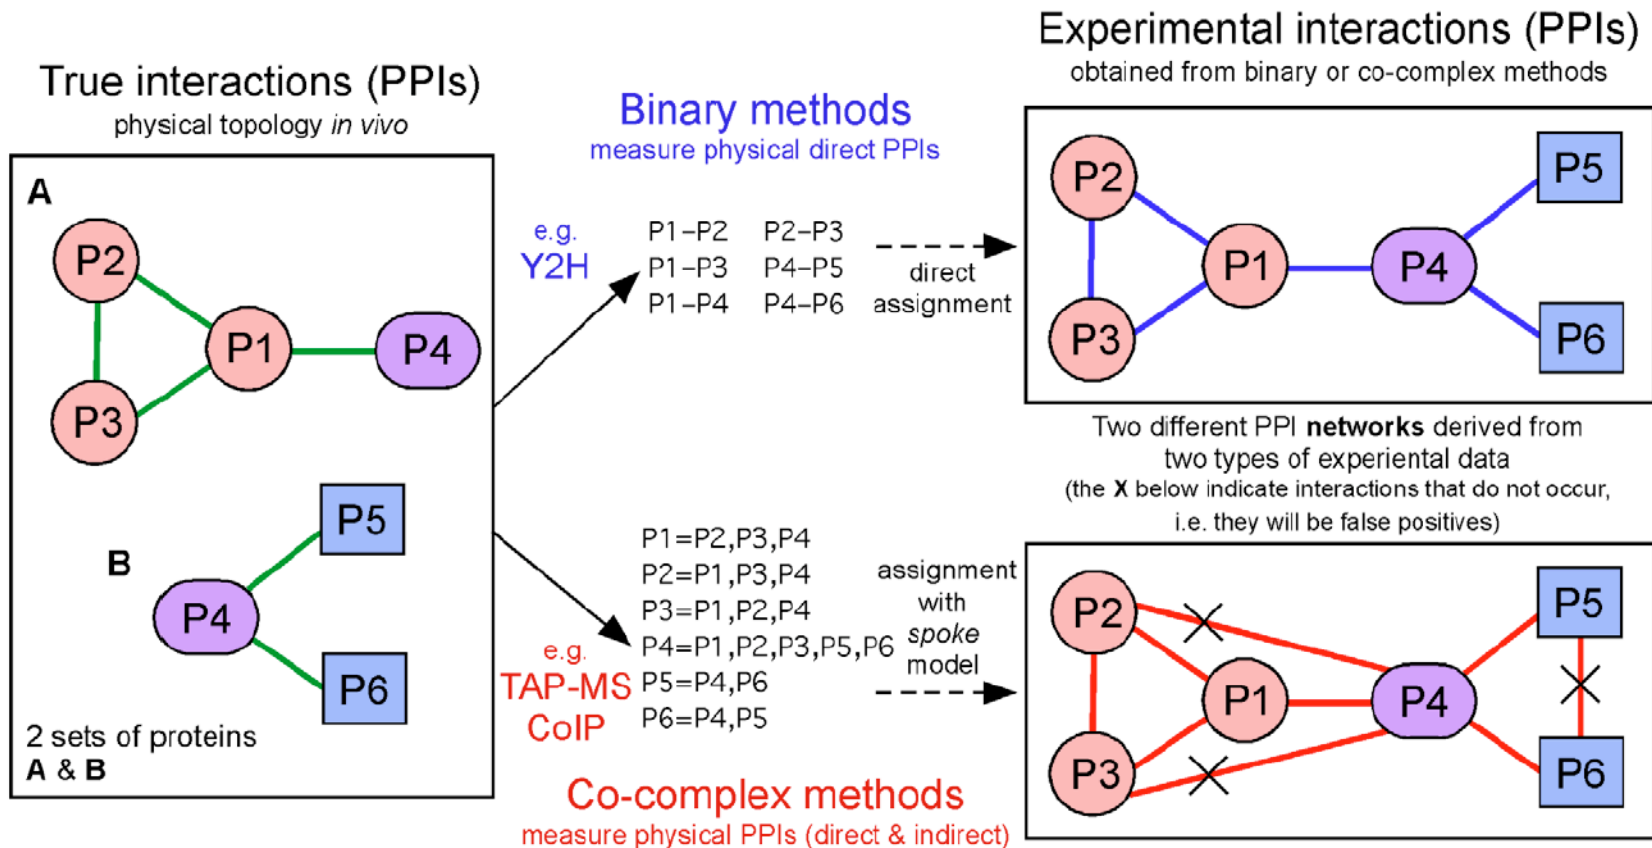 True interactions (PPIs)
physical topology in vivo
A
P2
P1
P4
P3
B
P5
P4
P6
2 sets of proteins
A & B
Binary methods
measure physical direct PPIs
e.g.
Y2H
P1–P2 P2–P3
P1–P3 P4–P5
P1–P4 P4–P6
direct
assignment
e.g.
TAP-MS
CoIP
P1=P2,P3,P4
P2=P1,P3,P4
P3=P1,P2,P4
P4=P1,P2,P3,P5,P6
P5=P4,P6
P6=P4,P5
assignment
with
spoke
model
Co-complex methods
measure physical PPIs (direct & indirect)
Experimental interactions (PPIs)
obtained from binary or co-complex methods
P2
P5
P1
P4
P3
P6
Two different PPI networks derived from
two types of experiental data
(the X below indicate interactions that do not occur,
i.e. they will be false positives)
P2
P5
P1
P4
P3
P6